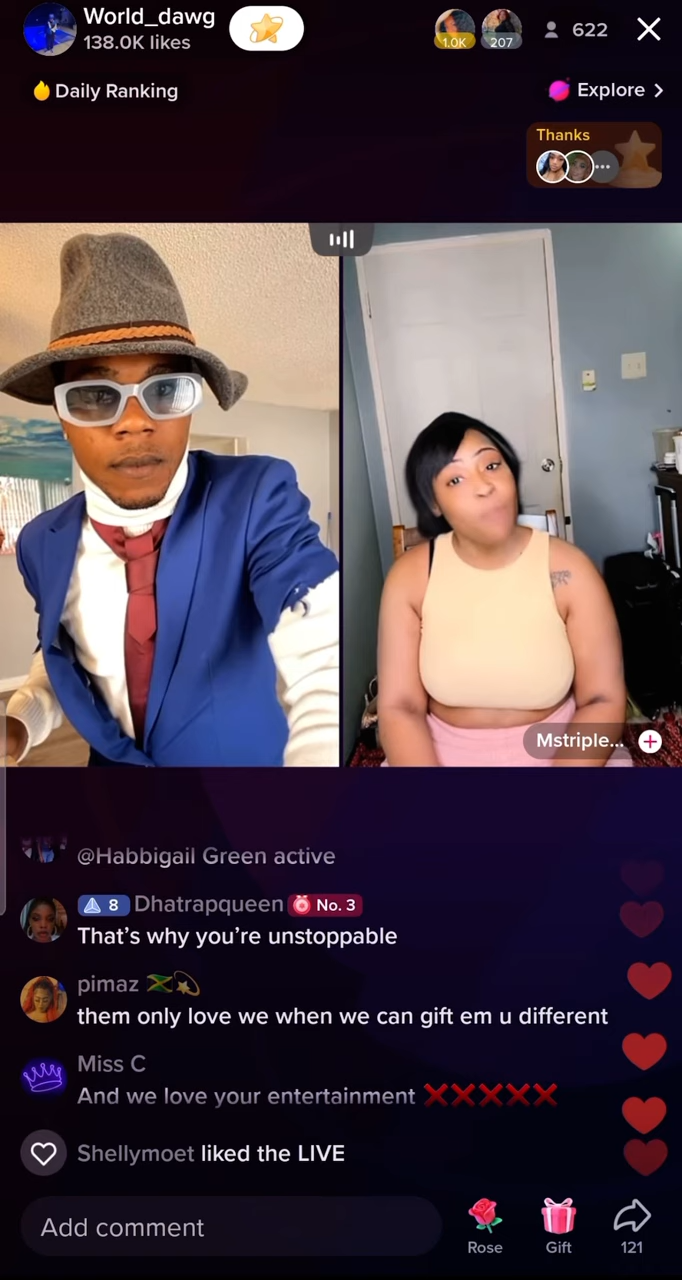 World_dawg
138.0K likes
1.0K
207
622
Daily Ranking
Explore
Thanks
Mstriple...
@Habbigail Green active
8 Dhatrapqueen No. 3
That's why you're unstoppable
pimaz 🇯🇲💫
them only love we when we can gift em u different
Miss C
And we love your entertainment ❌❌❌❌❌
Shellymoet liked the LIVE
Add comment
Rose
Gift
121